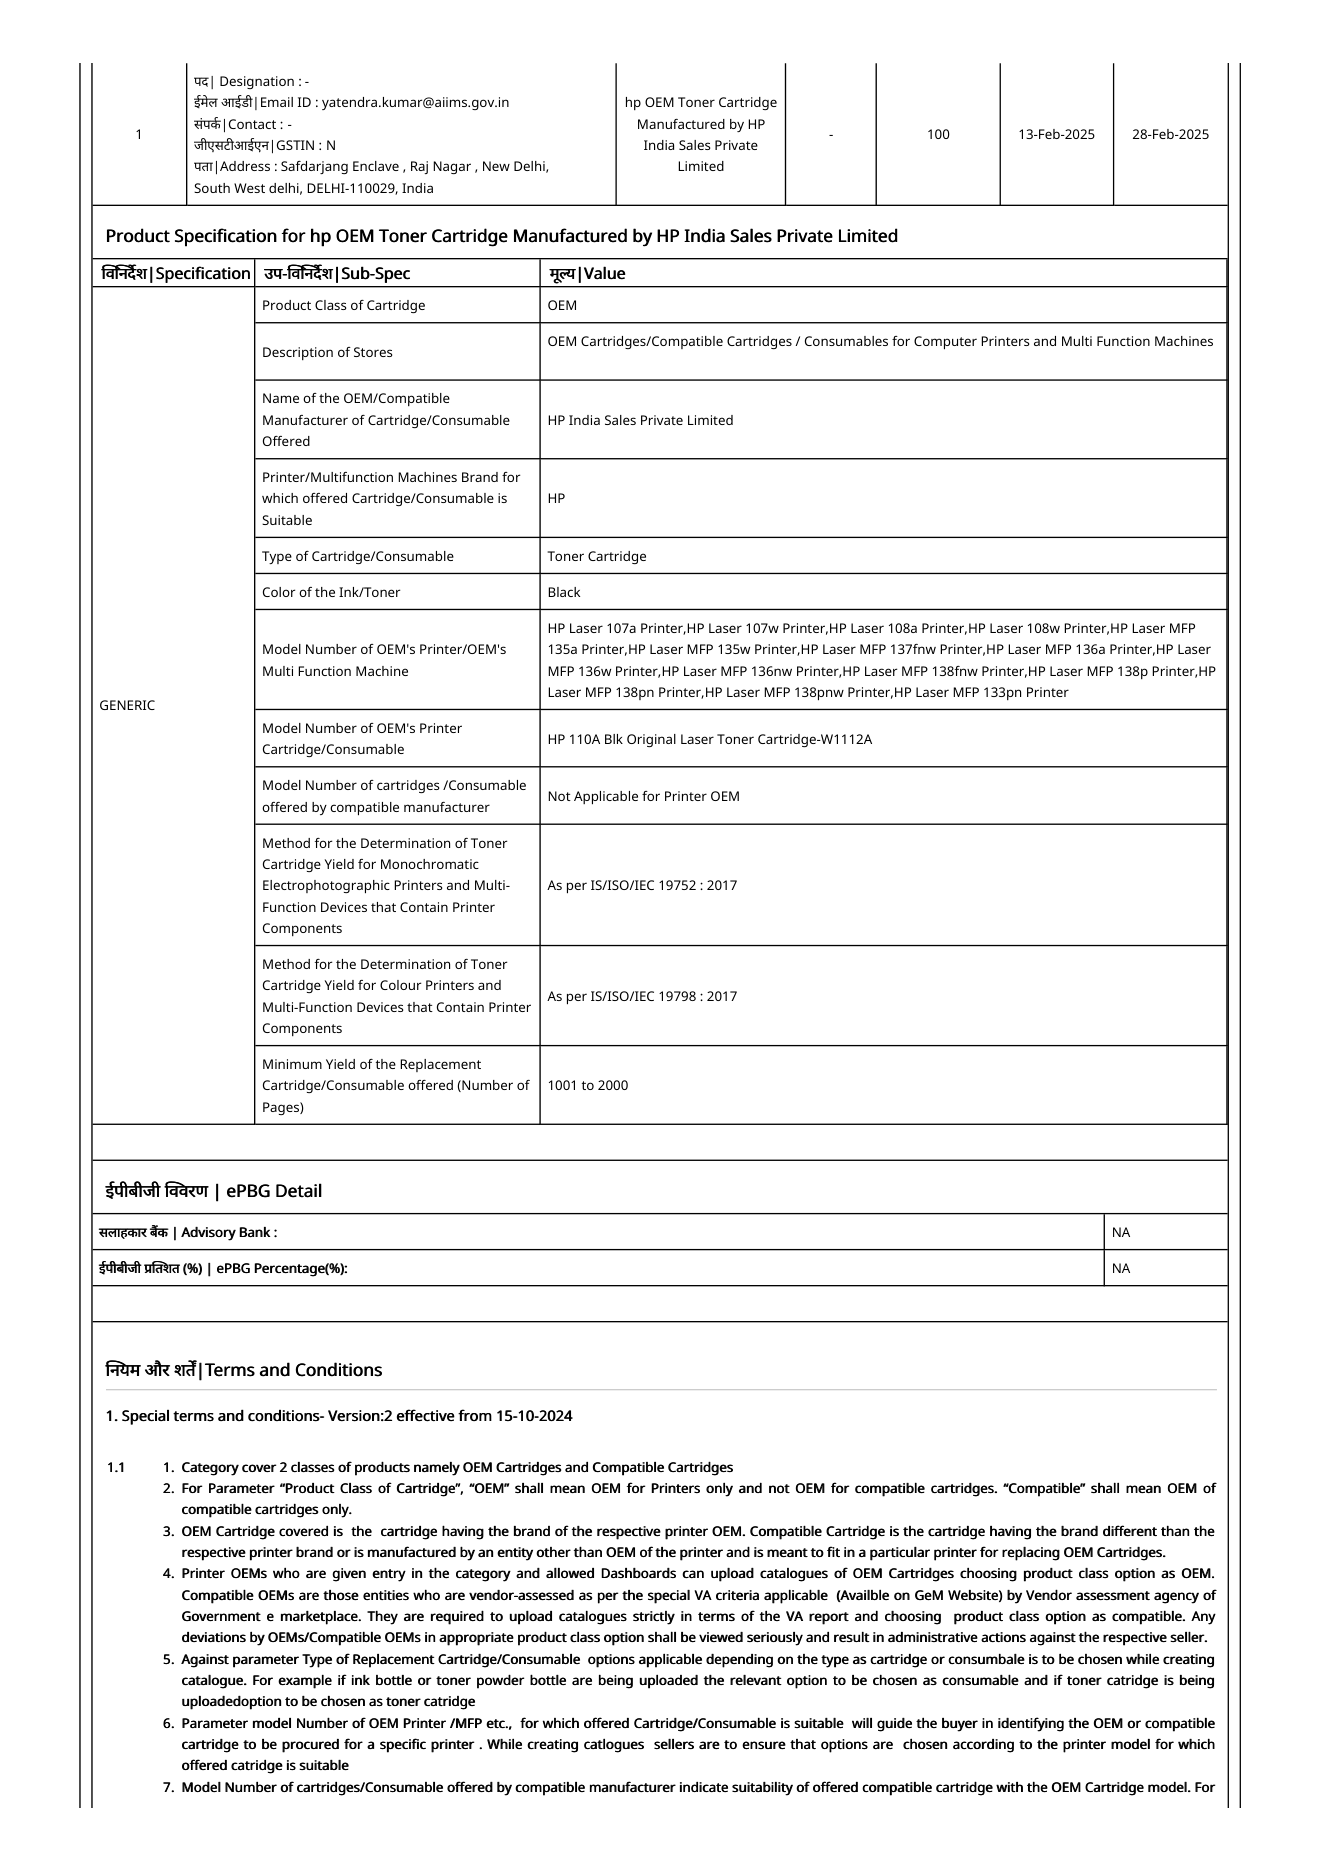 पद| Designation : -
ईमेल आईडी|Email ID : yatendra.kumar@aiims.gov.in
संपर्क|Contact : -
जीएसटीआईएन|GSTIN : N
पता|Address : Safdarjang Enclave , Raj Nagar , New Delhi,
South West delhi, DELHI-110029, India
1
hp OEM Toner Cartridge
Manufactured by HP
India Sales Private
Limited
-
100
13-Feb-2025
28-Feb-2025
Product Specification for hp OEM Toner Cartridge Manufactured by HP India Sales Private Limited
विनिर्देश|Specification
उप-विनिर्देश|Sub-Spec
मूल्य|Value
GENERIC
Product Class of Cartridge
OEM
Description of Stores
OEM Cartridges/Compatible Cartridges / Consumables for Computer Printers and Multi Function Machines
Name of the OEM/Compatible
Manufacturer of Cartridge/Consumable
Offered
HP India Sales Private Limited
Printer/Multifunction Machines Brand for
which offered Cartridge/Consumable is
Suitable
HP
Type of Cartridge/Consumable
Toner Cartridge
Color of the Ink/Toner
Black
Model Number of OEM's Printer/OEM's
Multi Function Machine
HP Laser 107a Printer,HP Laser 107w Printer,HP Laser 108a Printer,HP Laser 108w Printer,HP Laser MFP
135a Printer,HP Laser MFP 135w Printer,HP Laser MFP 137fnw Printer,HP Laser MFP 136a Printer,HP Laser
MFP 136w Printer,HP Laser MFP 136nw Printer,HP Laser MFP 138fnw Printer,HP Laser MFP 138p Printer,HP
Laser MFP 138pn Printer,HP Laser MFP 138pnw Printer,HP Laser MFP 133pn Printer
Model Number of OEM's Printer
Cartridge/Consumable
HP 110A Blk Original Laser Toner Cartridge-W1112A
Model Number of cartridges /Consumable
offered by compatible manufacturer
Not Applicable for Printer OEM
Method for the Determination of Toner
Cartridge Yield for Monochromatic
Electrophotographic Printers and Multi-
Function Devices that Contain Printer
Components
As per IS/ISO/IEC 19752 : 2017
Method for the Determination of Toner
Cartridge Yield for Colour Printers and
Multi-Function Devices that Contain Printer
Components
As per IS/ISO/IEC 19798 : 2017
Minimum Yield of the Replacement
Cartridge/Consumable offered (Number of
Pages)
1001 to 2000
ईपीबीजी विवरण | ePBG Detail
सलाहकार बैंक | Advisory Bank :
NA
ईपीबीजी प्रतिशत (%) | ePBG Percentage(%):
NA
नियम और शर्तें|Terms and Conditions
1. Special terms and conditions- Version:2 effective from 15-10-2024
1.1 1. Category cover 2 classes of products namely OEM Cartridges and Compatible Cartridges
2. For Parameter “Product Class of Cartridge”, “OEM” shall mean OEM for Printers only and not OEM for compatible cartridges. “Compatible” shall mean OEM of
compatible cartridges only.
3. OEM Cartridge covered is the cartridge having the brand of the respective printer OEM. Compatible Cartridge is the cartridge having the brand different than the
respective printer brand or is manufactured by an entity other than OEM of the printer and is meant to fit in a particular printer for replacing OEM Cartridges.
4. Printer OEMs who are given entry in the category and allowed Dashboards can upload catalogues of OEM Cartridges choosing product class option as OEM.
Compatible OEMs are those entities who are vendor-assessed as per the special VA criteria applicable (Availble on GeM Website) by Vendor assessment agency of
Government e marketplace. They are required to upload catalogues strictly in terms of the VA report and choosing product class option as compatible. Any
deviations by OEMs/Compatible OEMs in appropriate product class option shall be viewed seriously and result in administrative actions against the respective seller.
5. Against parameter Type of Replacement Cartridge/Consumable options applicable depending on the type as cartridge or consumbale is to be chosen while creating
catalogue. For example if ink bottle or toner powder bottle are being uploaded the relevant option to be chosen as consumable and if toner catridge is being
uploadedoption to be chosen as toner catridge
6. Parameter model Number of OEM Printer /MFP etc., for which offered Cartridge/Consumable is suitable will guide the buyer in identifying the OEM or compatible
cartridge to be procured for a specific printer . While creating catlogues sellers are to ensure that options are chosen according to the printer model for which
offered catridge is suitable
7. Model Number of cartridges/Consumable offered by compatible manufacturer indicate suitability of offered compatible cartridge with the OEM Cartridge model. For